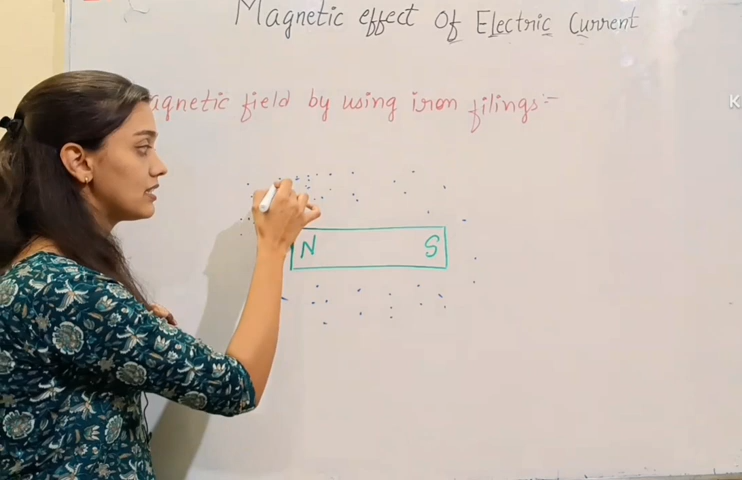 Magnetic effect of Electric Current
agnetic field by using iron filings:-
N S